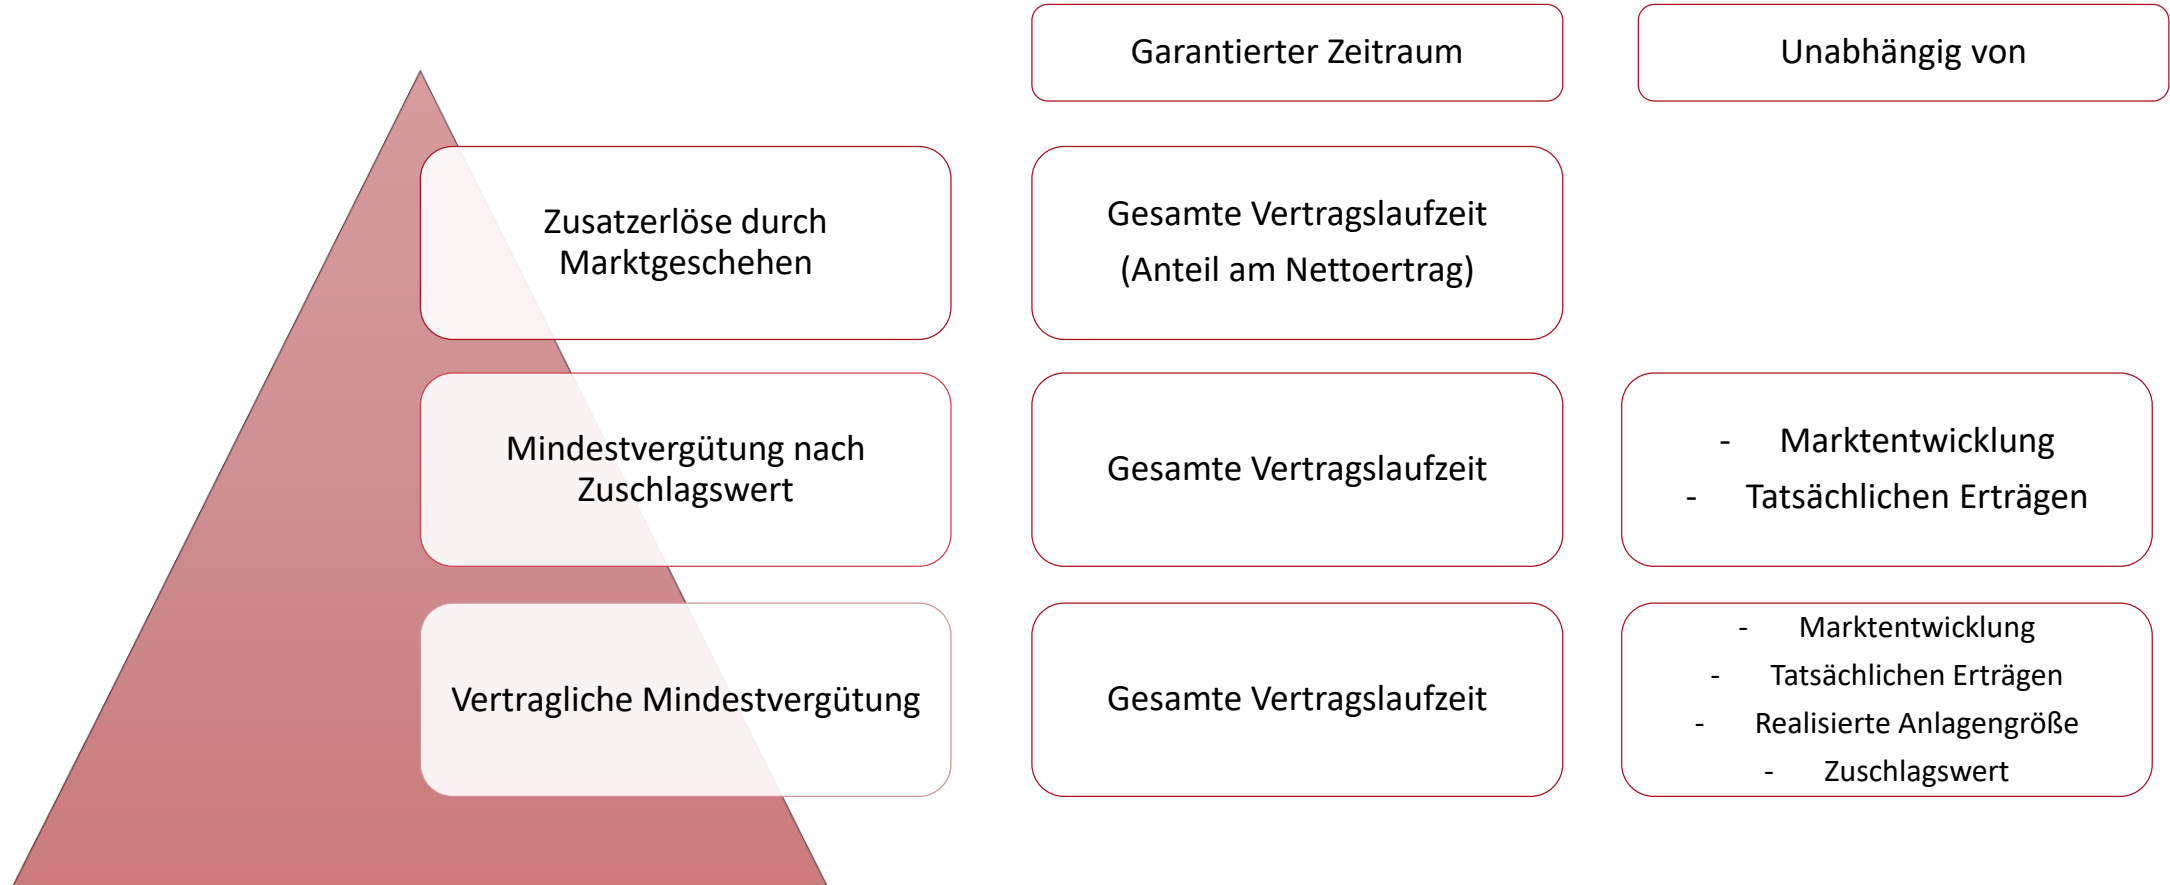 Garantierter Zeitraum
Unabhängig von
Zusatzerlöse durch
Marktgeschehen
Gesamte Vertragslaufzeit
(Anteil am Nettoertrag)
Mindestvergütung nach
Zuschlagswert
Gesamte Vertragslaufzeit
- Marktentwicklung
- Tatsächlichen Erträgen
Vertragliche Mindestvergütung
Gesamte Vertragslaufzeit
- Marktentwicklung
- Tatsächlichen Erträgen
- Realisierte Anlagengröße
- Zuschlagswert